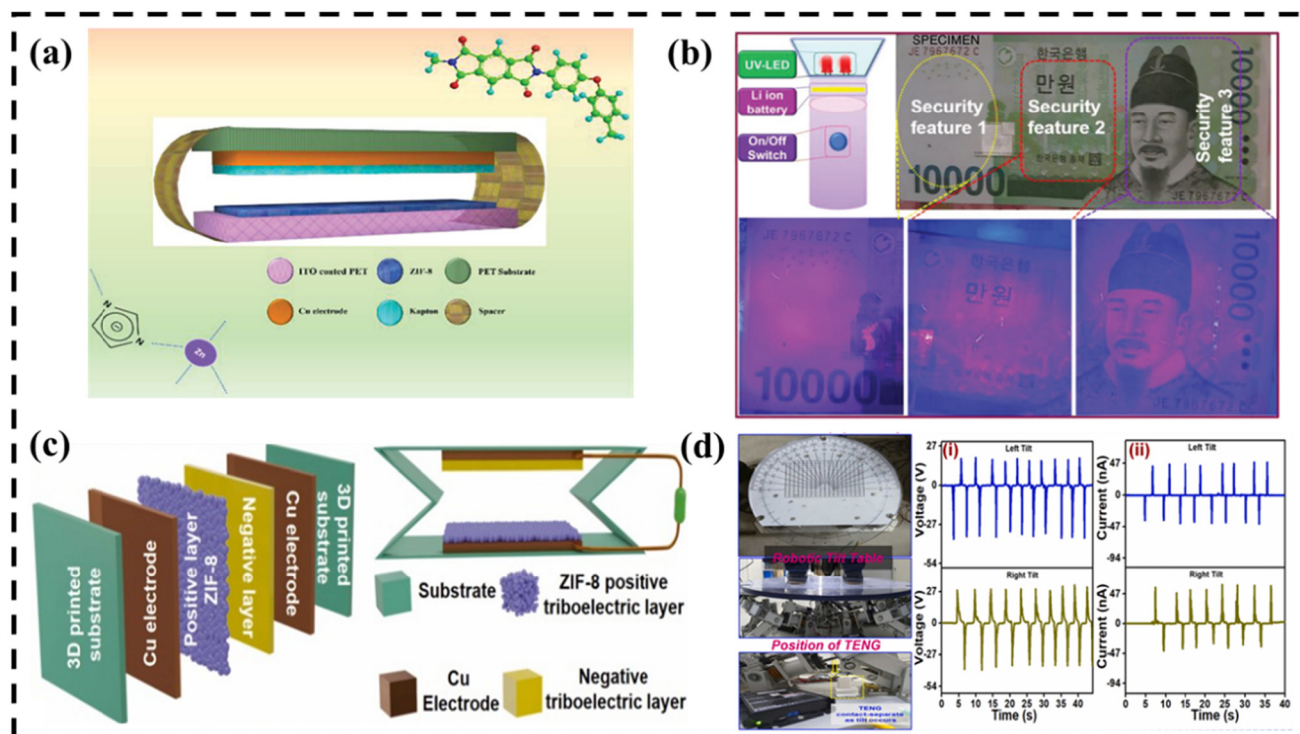 (a)
ITO coated PET
ZIF-8
PET Substrate
Cu electrode
Kapton
Spacer
N
N
Zn
(b)
UV-LED
Li ion
battery
On/Off
Switch
SPECIMEN
JE 7967672 C
한국은행
만원
Security
feature 1
Security
feature 2
Security
feature 3
10000
10000
JE 7967672 C
JE 7967672 C
10000
한국은행
만원
10000
JE 7967672 C
(c)
3D printed
substrate
Cu electrode
Positive layer
ZIF-8
Negative layer
Cu electrode
3D printed
substrate
Substrate
ZIF-8 positive
triboelectric layer
Cu
Electrode
Negative
triboelectric layer
(d)
Robotic Tilt Table
Position of TENG
TENG
contact-separate
as tilt occurs
(i)
Left Tilt
Voltage (V)
27
0
-27
-54
Right Tilt
Voltage (V)
27
0
-27
-54
0 5 10 15 20 25 30 35 40
Time (s)
(ii)
Left Tilt
Current (nA)
47
0
-47
-94
Right Tilt
Current (nA)
47
0
-47
-94
0 5 10 15 20 25 30 35 40
Time (s)